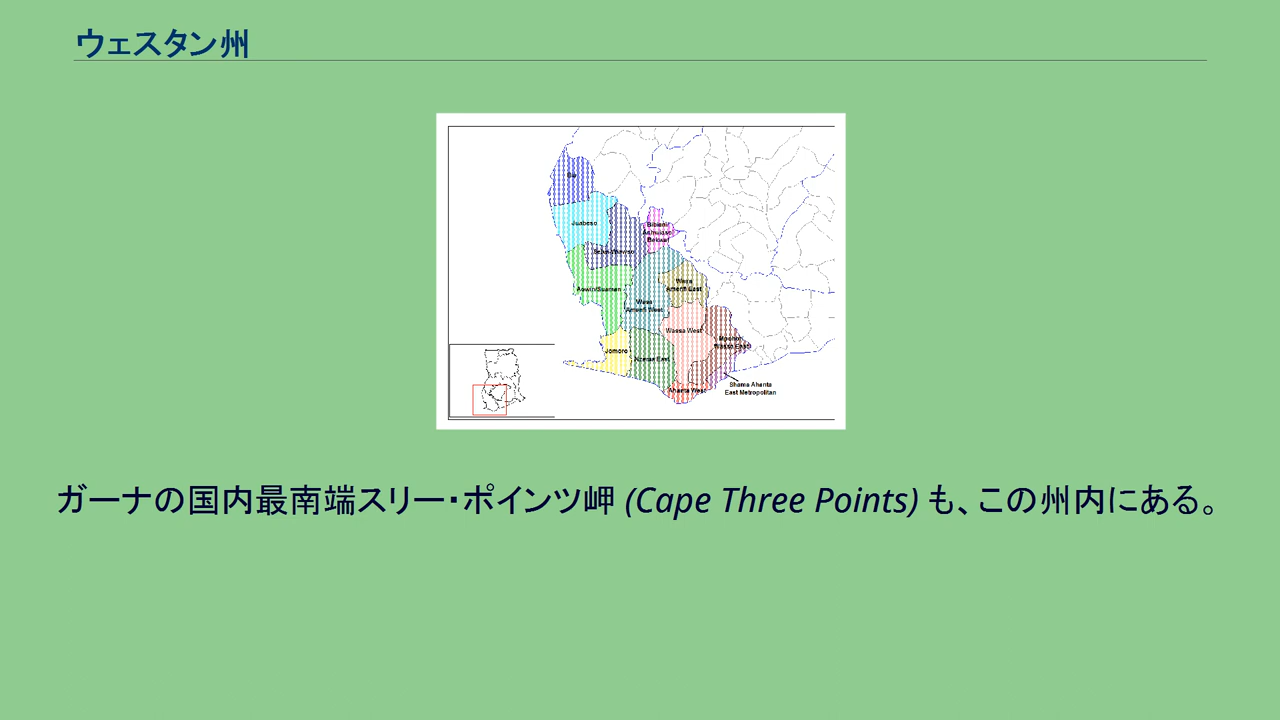 ウェスタン州
Bia
Juaboso
Bibiani/
Anhwiaso
Bekwai
Sefwi-Wiawso
Aowin/Suaman
Wasa
Amenfi East
Wasa
Amenfi West
Wassa West
Mpohor
Wassa East
Jomoro
Nzema East
Ahanta West
Shama Ahanta
East Metropolitan
ガーナの国内最南端スリー・ポインツ岬 (Cape Three Points) も、この州内にある。